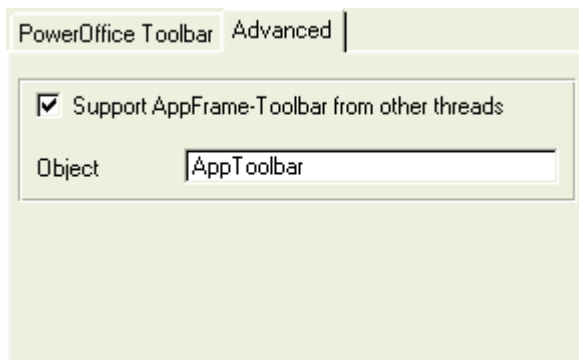 PowerOffice Toolbar Advanced
Support AppFrame-Toolbar from other threads
Object AppToolbar